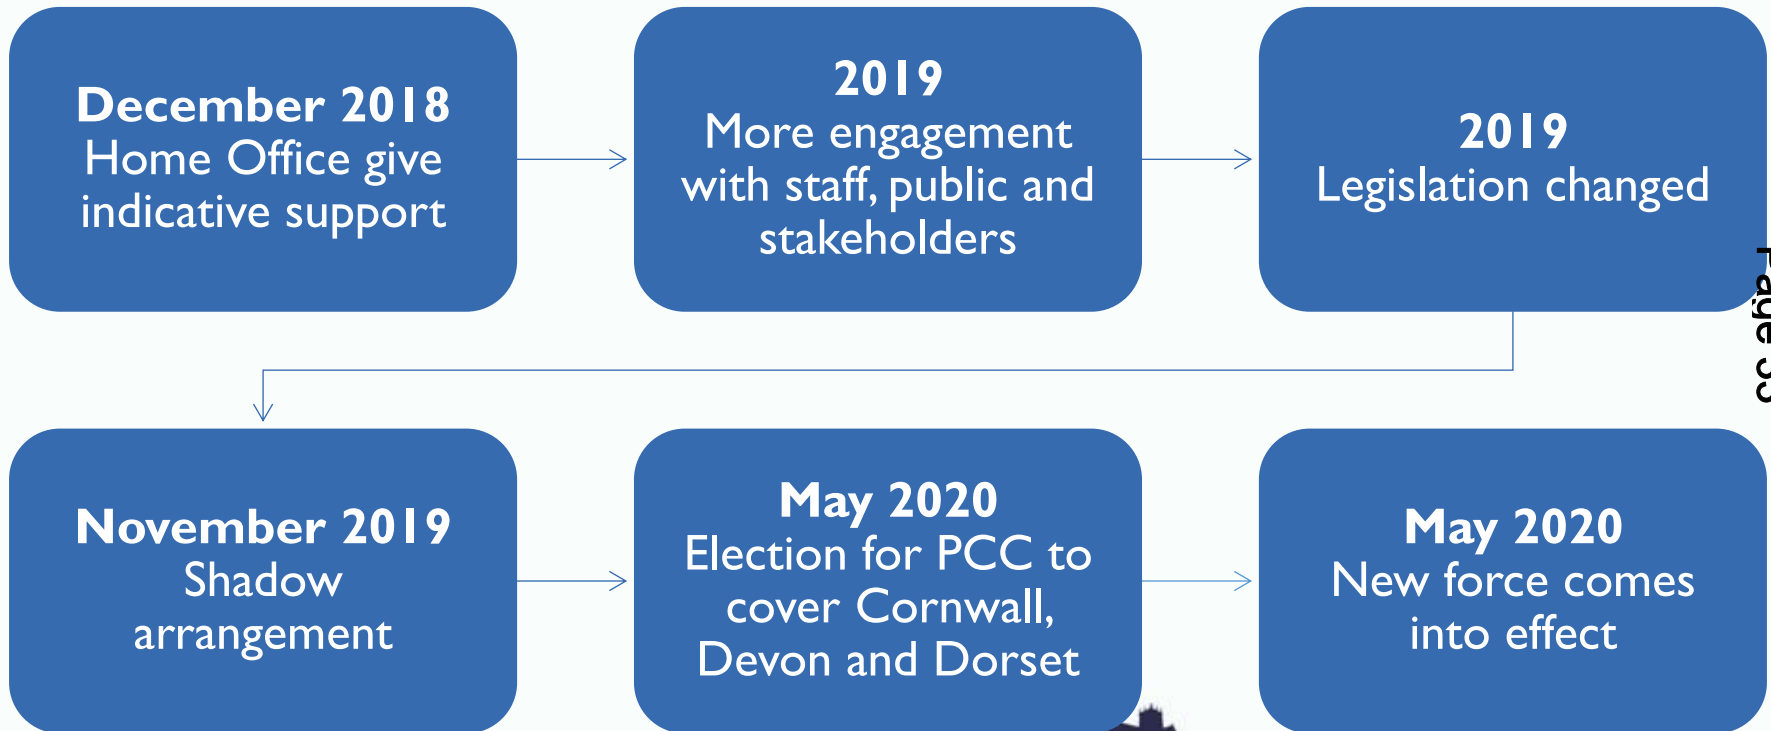 December 2018
Home Office give
indicative support
2019
More engagement
with staff, public and
stakeholders
2019
Legislation changed
November 2019
Shadow
arrangement
May 2020
Election for PCC to
cover Cornwall,
Devon and Dorset
May 2020
New force comes
into effect
Page